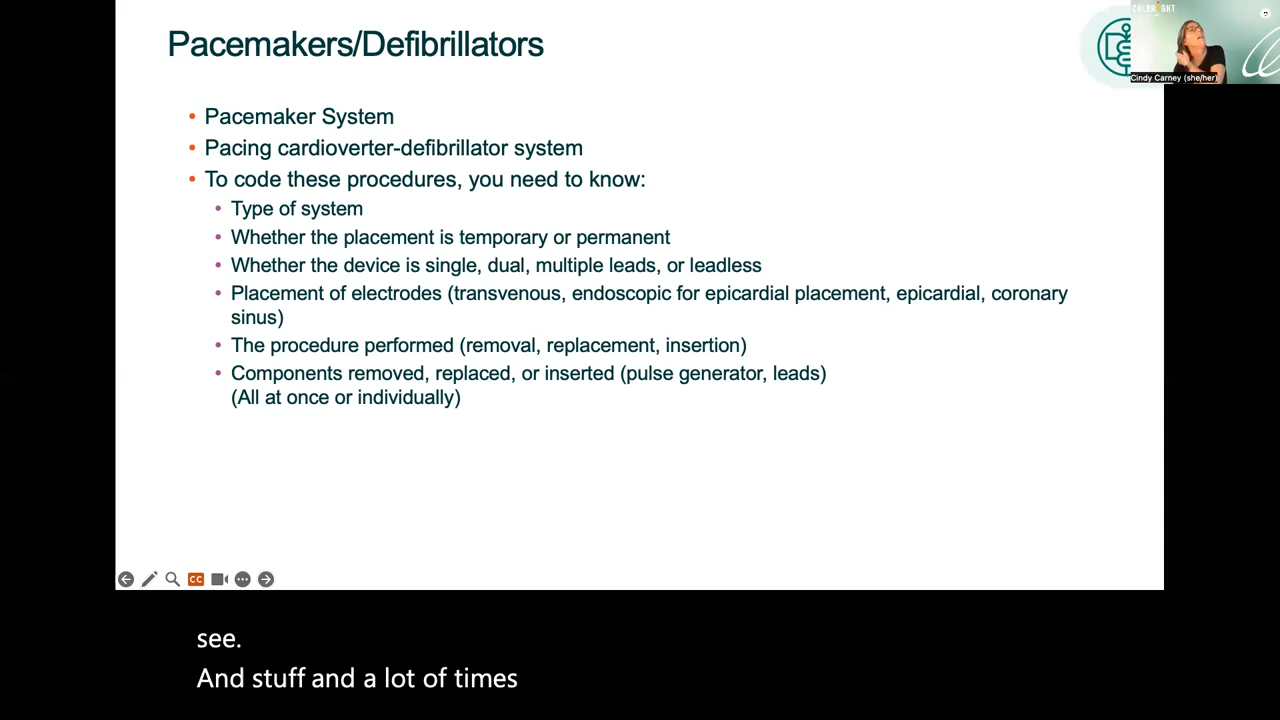 Pacemakers/Defibrillators
CALBRIGHT
Cindy Carney (she/her)
• Pacemaker System
• Pacing cardioverter-defibrillator system
• To code these procedures, you need to know:
• Type of system
• Whether the placement is temporary or permanent
• Whether the device is single, dual, multiple leads, or leadless
• Placement of electrodes (transvenous, endoscopic for epicardial placement, epicardial, coronary
sinus)
• The procedure performed (removal, replacement, insertion)
• Components removed, replaced, or inserted (pulse generator, leads)
(All at once or individually)
CC
see.
And stuff and a lot of times